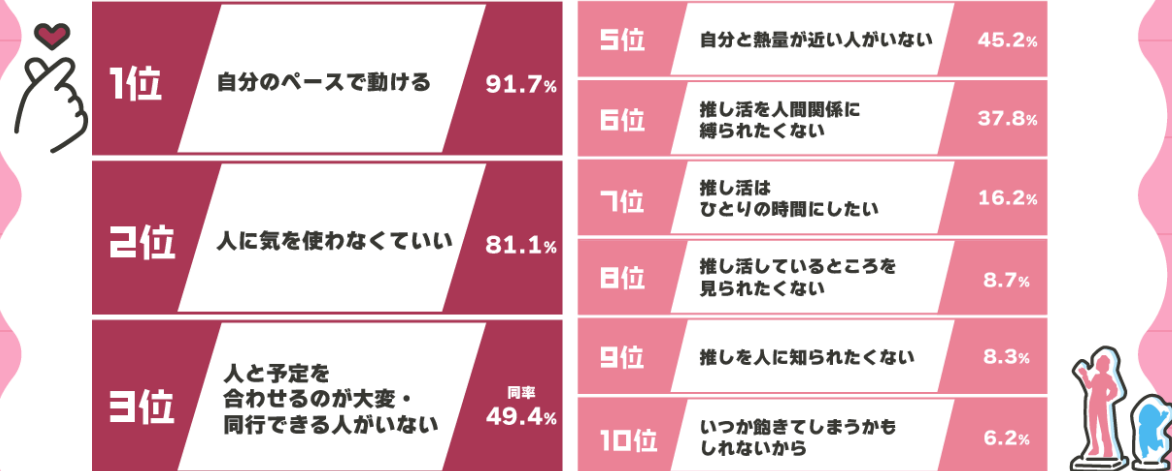 1位
自分のペースで動ける
91.7%
2位
人に気を使わなくていい
81.1%
3位
人と予定を
合わせるのが大変・
同行できる人がいない
同率
49.4%
5位
自分と熱量が近い人がいない
45.2%
6位
推し活を人間関係に
縛られたくない
37.8%
7位
推し活は
ひとりの時間にしたい
16.2%
8位
推し活しているところを
見られたくない
8.7%
9位
推しを人に知られたくない
8.3%
10位
いつか飽きてしまうかも
しれないから
6.2%